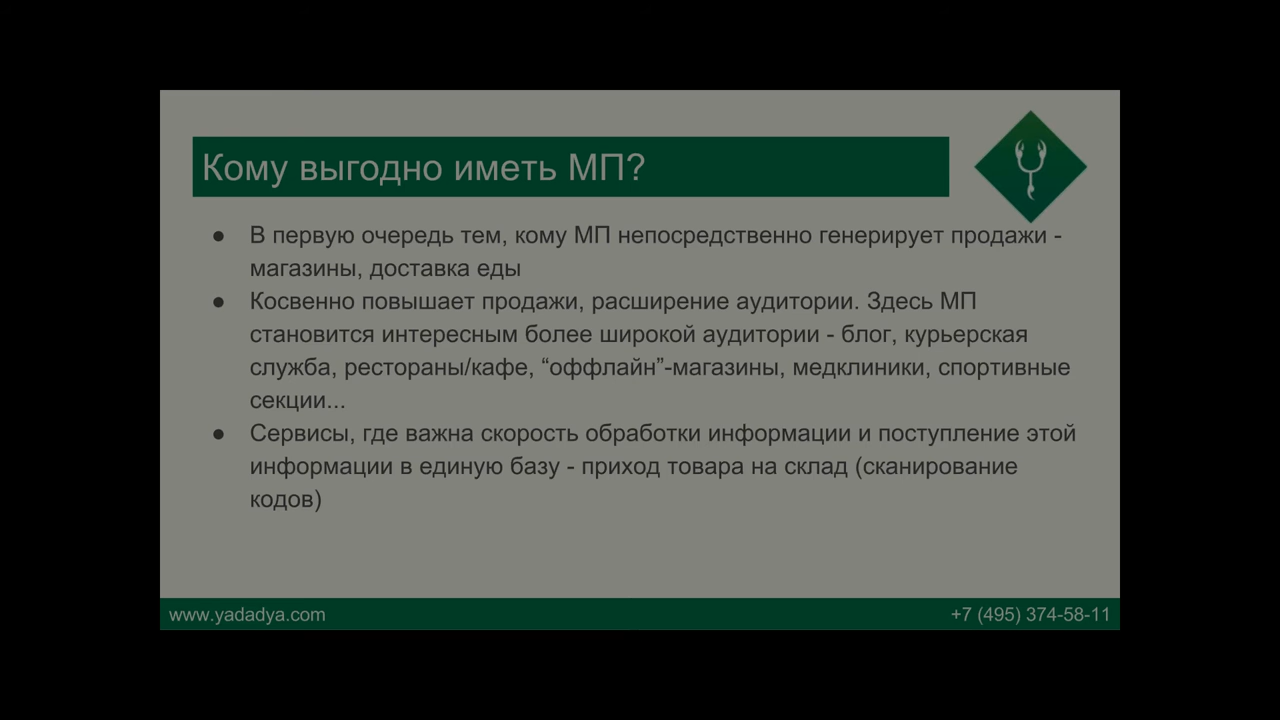 Кому выгодно иметь МП?
● В первую очередь тем, кому МП непосредственно генерирует продажи -
магазины, доставка еды
● Косвенно повышает продажи, расширение аудитории. Здесь МП
становится интересным более широкой аудитории - блог, курьерская
служба, рестораны/кафе, “оффлайн”-магазины, медклиники, спортивные
секции...
● Сервисы, где важна скорость обработки информации и поступление этой
информации в единую базу - приход товара на склад (сканирование
кодов)
www.yadadya.com
+7 (495) 374-58-11